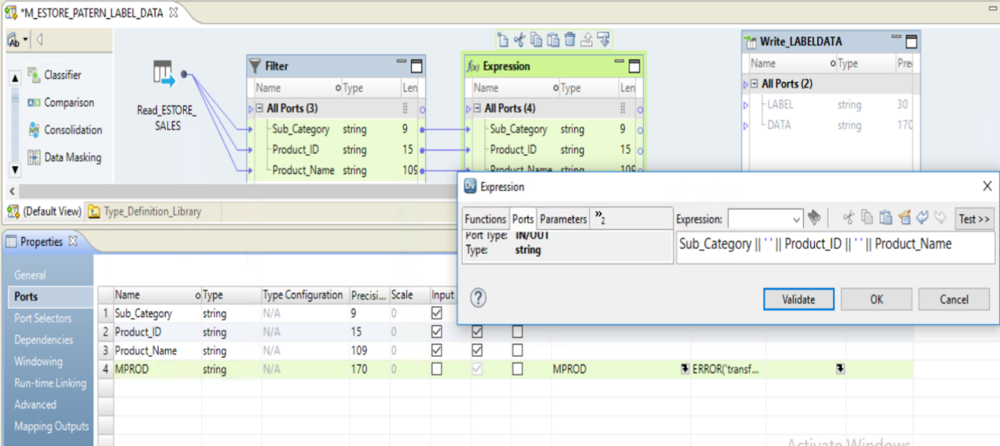 *M_ESTORE_PATERN_LABEL_DATA
Ab
Classifier
Comparison
Consolidation
Data Masking
Read_ESTORE_
SALES
Filter
Name Type Len
All Ports (3)
Sub_Category string 9
Product_ID string 15
Product_Name string 109
f(x) Expression
Name Type Len
All Ports (4)
Sub_Category string 9
Product_ID string 15
Product_Name string 109
Write_LABELDATA
Name Type Pre
All Ports (2)
LABEL string 30
DATA string 170
(Default View) Type_Definition_Library
Dv Expression
Functions Ports Parameters »2
Port Type: IN/OUT
Type: string
Expression: Test >>
Sub_Category || ' ' || Product_ID || ' ' || Product_Name
? Validate OK Cancel
Properties
General
Ports
Port Selectors
Dependencies
Windowing
Run-time Linking
Advanced
Mapping Outputs
Name Type Type Configuration Precisi... Scale Input
1 Sub_Category string N/A 9 0
2 Product_ID string N/A 15 0
3 Product_Name string N/A 109 0
4 MPROD string N/A 170 0 MPROD ERROR('transf...
Activate Windows